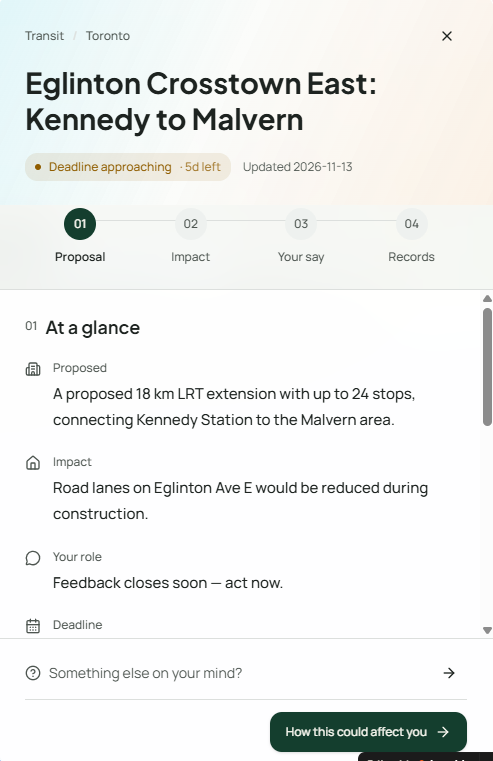 Transit / Toronto
Eglinton Crosstown East:
Kennedy to Malvern
Deadline approaching · 5d left Updated 2026-11-13
01 02 03 04
Proposal Impact Your say Records
01 At a glance
Proposed
A proposed 18 km LRT extension with up to 24 stops,
connecting Kennedy Station to the Malvern area.
Impact
Road lanes on Eglinton Ave E would be reduced during
construction.
Your role
Feedback closes soon — act now.
Deadline
Something else on your mind?
How this could affect you